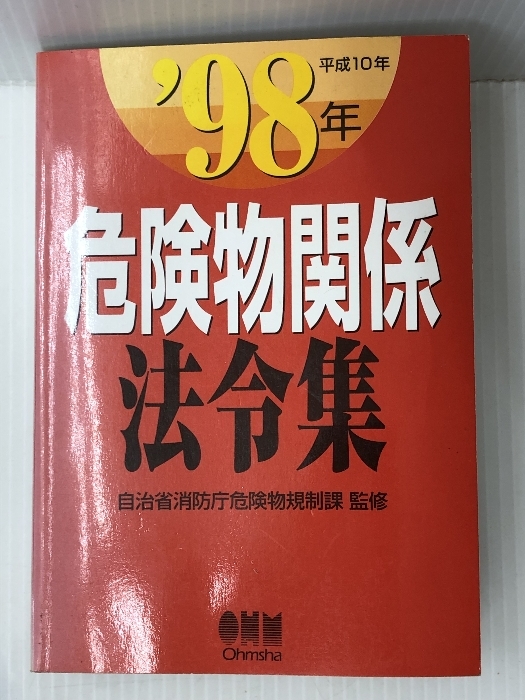 平成10年
'98年
危険物関係
法令集
自治省消防庁危険物規制課 監修
OHM
Ohmsha